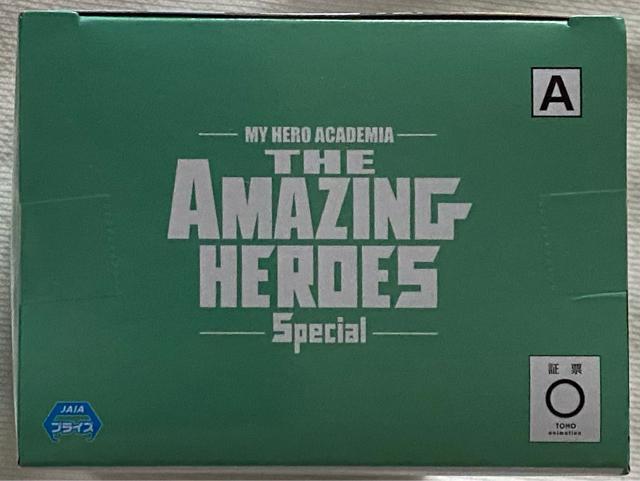 A
MY HERO ACADEMIA
THE
AMAZING
HEROES
Special
JAIA
プライズ
証 票
TOHO
animation